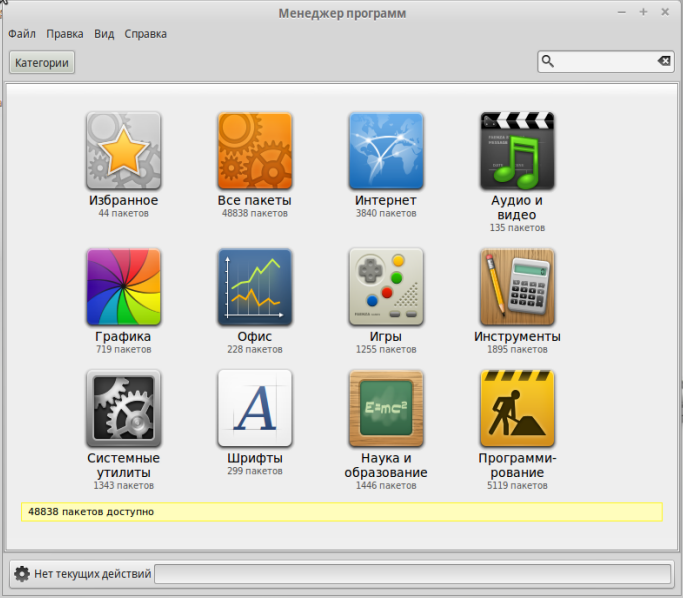 Менеджер программ
Файл Правка Вид Справка
Категории
Избранное
44 пакетов
Все пакеты
48838 пакетов
Интернет
3840 пакетов
Аудио и
видео
135 пакетов
Графика
719 пакетов
Офис
228 пакетов
Игры
1255 пакетов
Инструменты
1895 пакетов
Системные
утилиты
1343 пакетов
A
Шрифты
299 пакетов
E=mc²
Наука и
образование
1446 пакетов
Программи-
рование
5119 пакетов
48838 пакетов доступно
Нет текущих действий